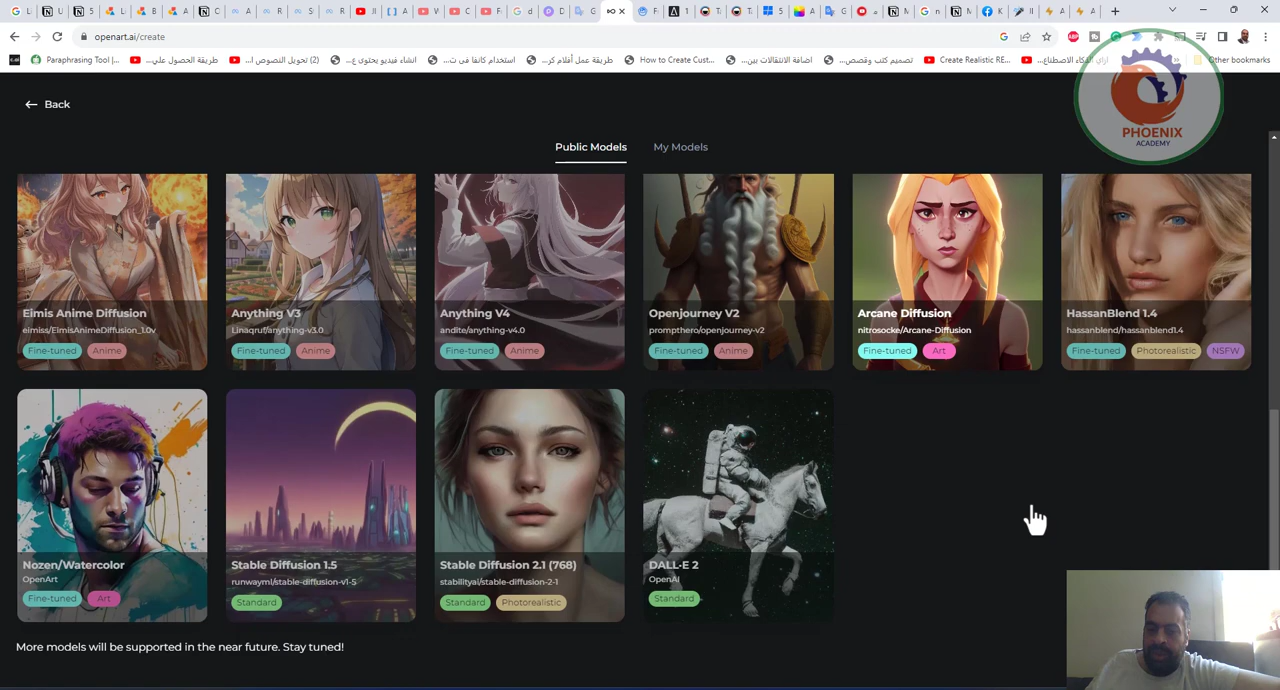 openart.ai/create
Paraphrasing Tool |...
طريقة الحصول علي...
(2) تحويل النصوص ا...
انشاء فيديو يحتوى ع...
استخدام كانفا فى ت...
طريقة عمل أفلام كر...
How to Create Cust...
اضافة الانتقالات بين...
تصميم كتب وقصص...
Create Realistic RE...
Other bookmarks
PHOENIX
ACADEMY
Back
Public Models
My Models
Eimis Anime Diffusion
eimiss/EimisAnimeDiffusion_1.0v
Fine-tuned
Anime
Anything V3
Linaqruf/anything-v3.0
Fine-tuned
Anime
Anything V4
andite/anything-v4.0
Fine-tuned
Anime
Openjourney V2
prompthero/openjourney-v2
Fine-tuned
Anime
Arcane Diffusion
nitrosocke/Arcane-Diffusion
Fine-tuned
Art
HassanBlend 1.4
hassanblend/hassanblend1.4
Fine-tuned
Photorealistic
NSFW
Nozen/Watercolor
OpenArt
Fine-tuned
Art
Stable Diffusion 1.5
runwayml/stable-diffusion-v1-5
Standard
Stable Diffusion 2.1 (768)
stabilityai/stable-diffusion-2-1
Standard
Photorealistic
DALL·E 2
OpenAI
Standard
More models will be supported in the near future. Stay tuned!